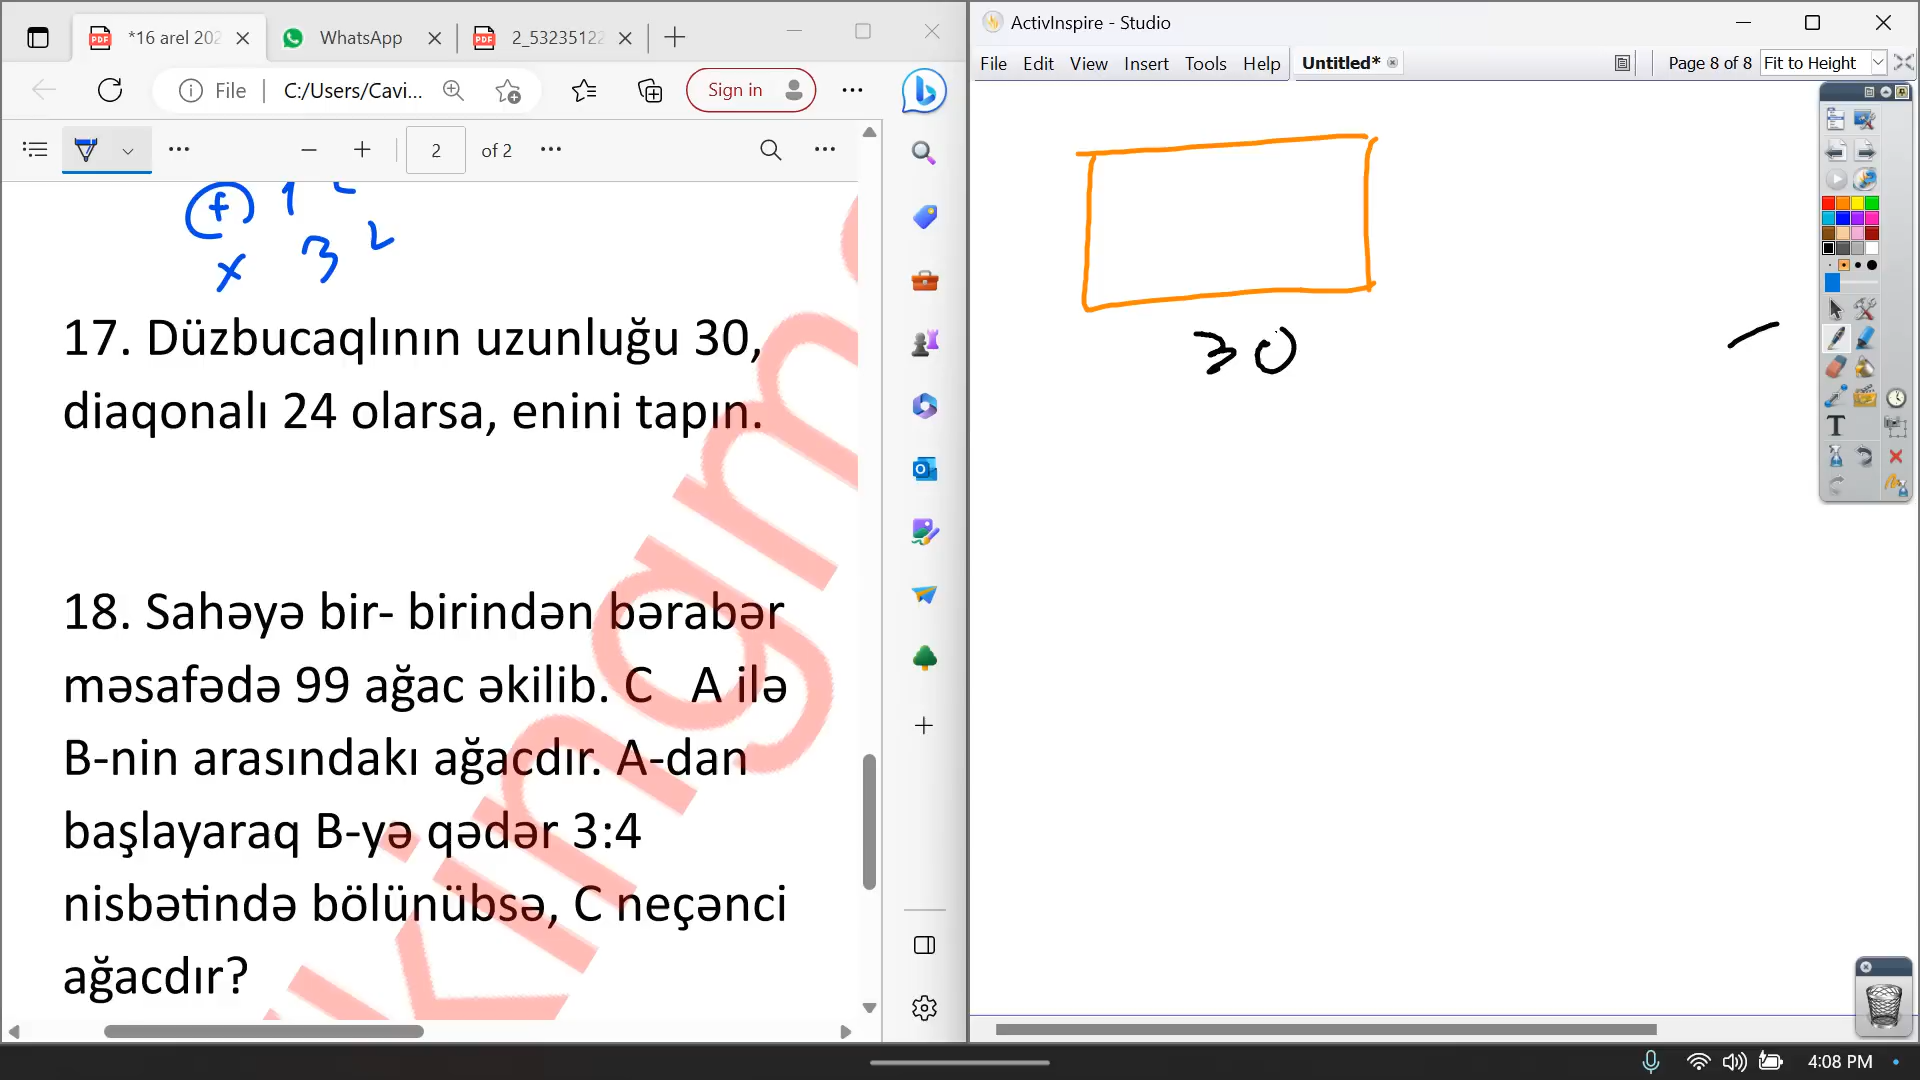 *16 arel 202
WhatsApp
2_53235122
File
C:/Users/Cavi...
Sign in
2
of 2
17. Düzbucaqlının uzunluğu 30,
diaqonalı 24 olarsa, enini tapın.
18. Sahəyə bir- birindən bərabər
məsafədə 99 ağac əkilib. C A ilə
B-nin arasındakı ağacdır. A-dan
başlayaraq B-yə qədər 3:4
nisbətində bölünübsə, C neçənci
ağacdır?
kingm
ActivInspire - Studio
File Edit View Insert Tools Help
Untitled*
Page 8 of 8
Fit to Height
30
T
4:08 PM